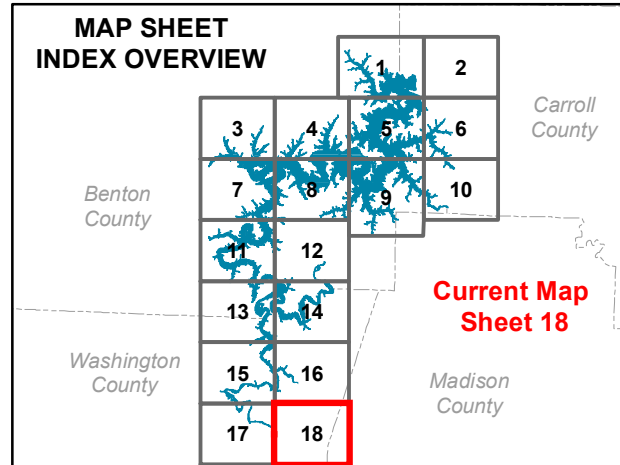 MAP SHEET
INDEX OVERVIEW
1
2
Carroll
County
3
4
5
6
Benton
County
7
8
9
10
11
12
Current Map
Sheet 18
13
14
Washington
County
15
16
Madison
County
17
18